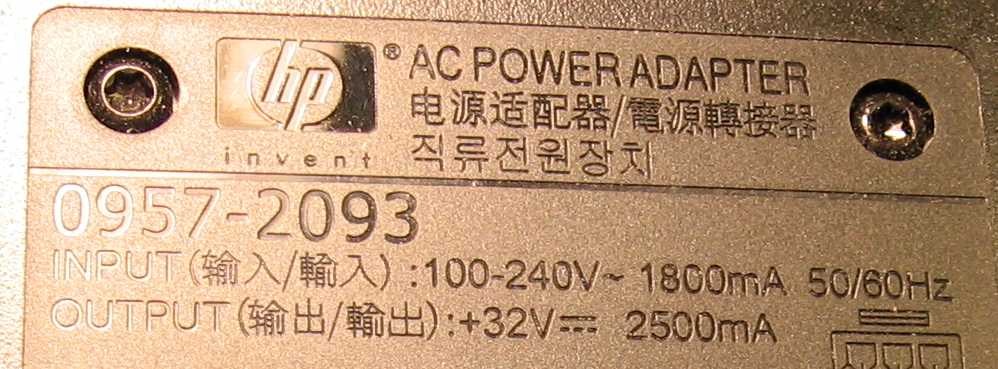 hp ® AC POWER ADAPTER
invent
电源适配器/電源轉接器
직류전원장치
0957-2093
INPUT (输入/輸入) :100-240V~ 1800mA 50/60Hz
OUTPUT (输出/輸出) :+32V⎓ 2500mA